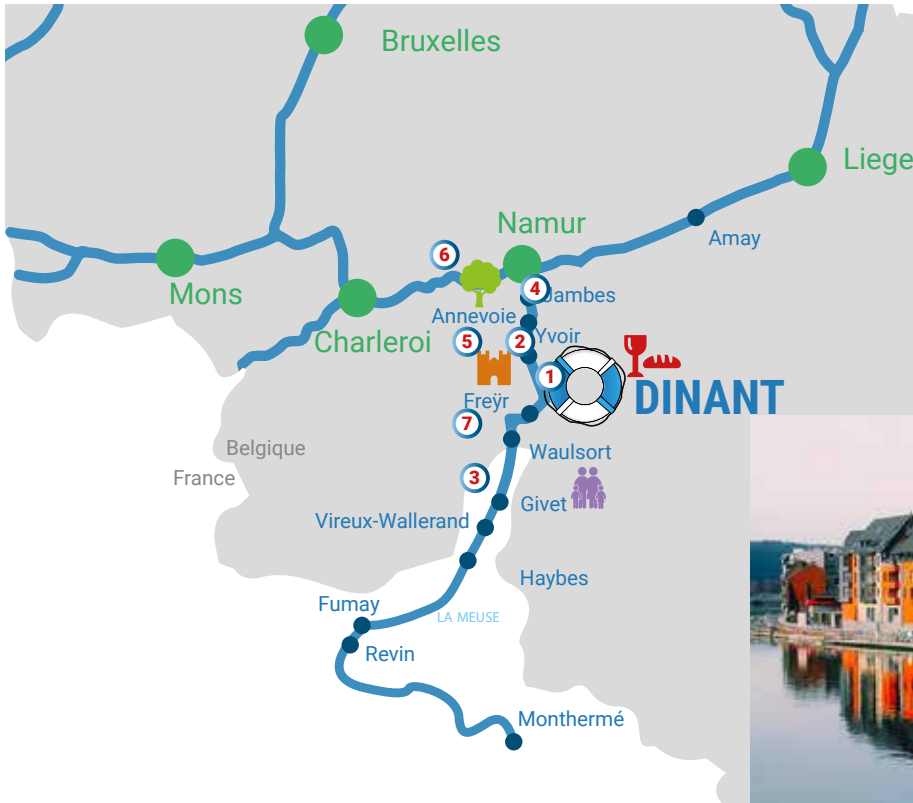 Bruxelles
Liege
Namur
Amay
6
Mons
4
Jambes
Annevoie
Charleroi
5
2
Yvoir
1
DINANT
Freÿr
7
Belgique
Waulsort
France
3
Givet
Vireux-Wallerand
Haybes
Fumay
LA MEUSE
Revin
Monthermé